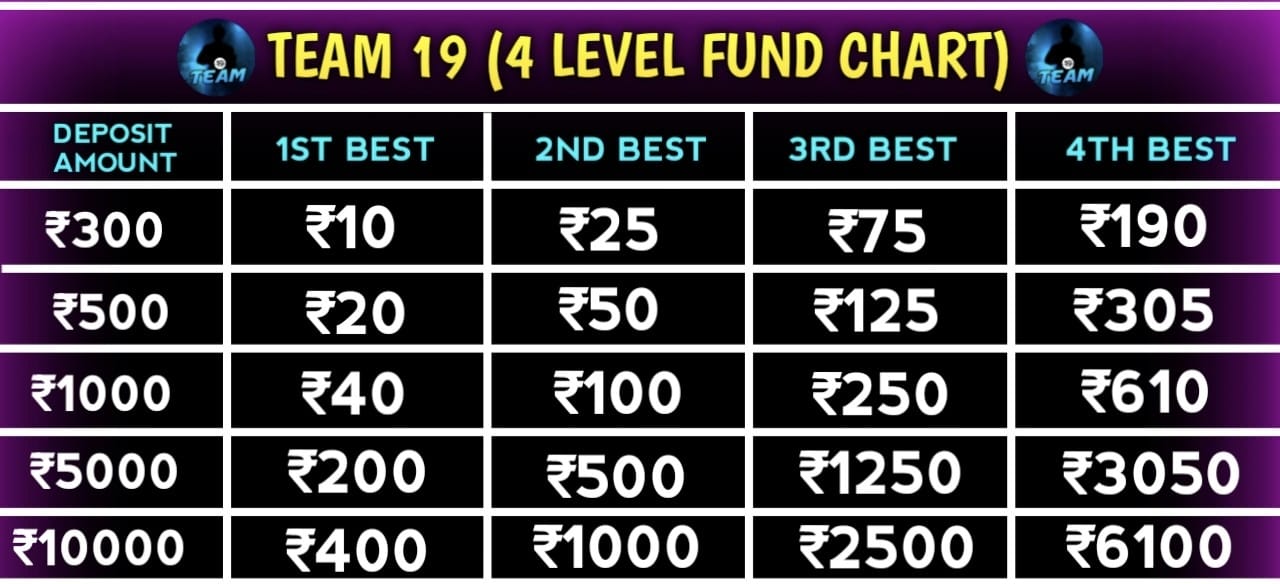 19
TEAM
TEAM 19 (4 LEVEL FUND CHART)
19
TEAM
DEPOSIT
AMOUNT
1ST BEST
2ND BEST
3RD BEST
4TH BEST
₹300 ₹10 ₹25 ₹75 ₹190
₹500 ₹20 ₹50 ₹125 ₹305
₹1000 ₹40 ₹100 ₹250 ₹610
₹5000 ₹200 ₹500 ₹1250 ₹3050
₹10000 ₹400 ₹1000 ₹2500 ₹6100